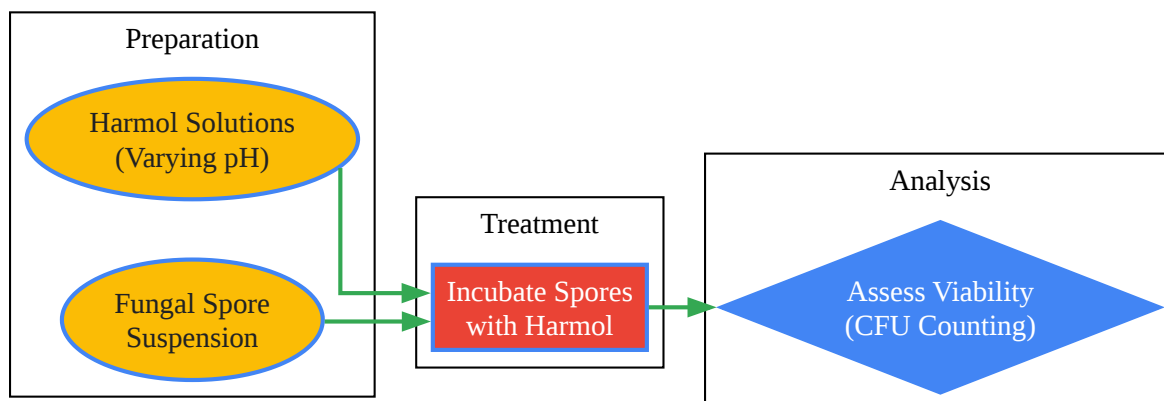 Preparation
Harmol Solutions
(Varying pH)
Fungal Spore
Suspension
Treatment
Incubate Spores
with Harmol
Analysis
Assess Viability
(CFU Counting)